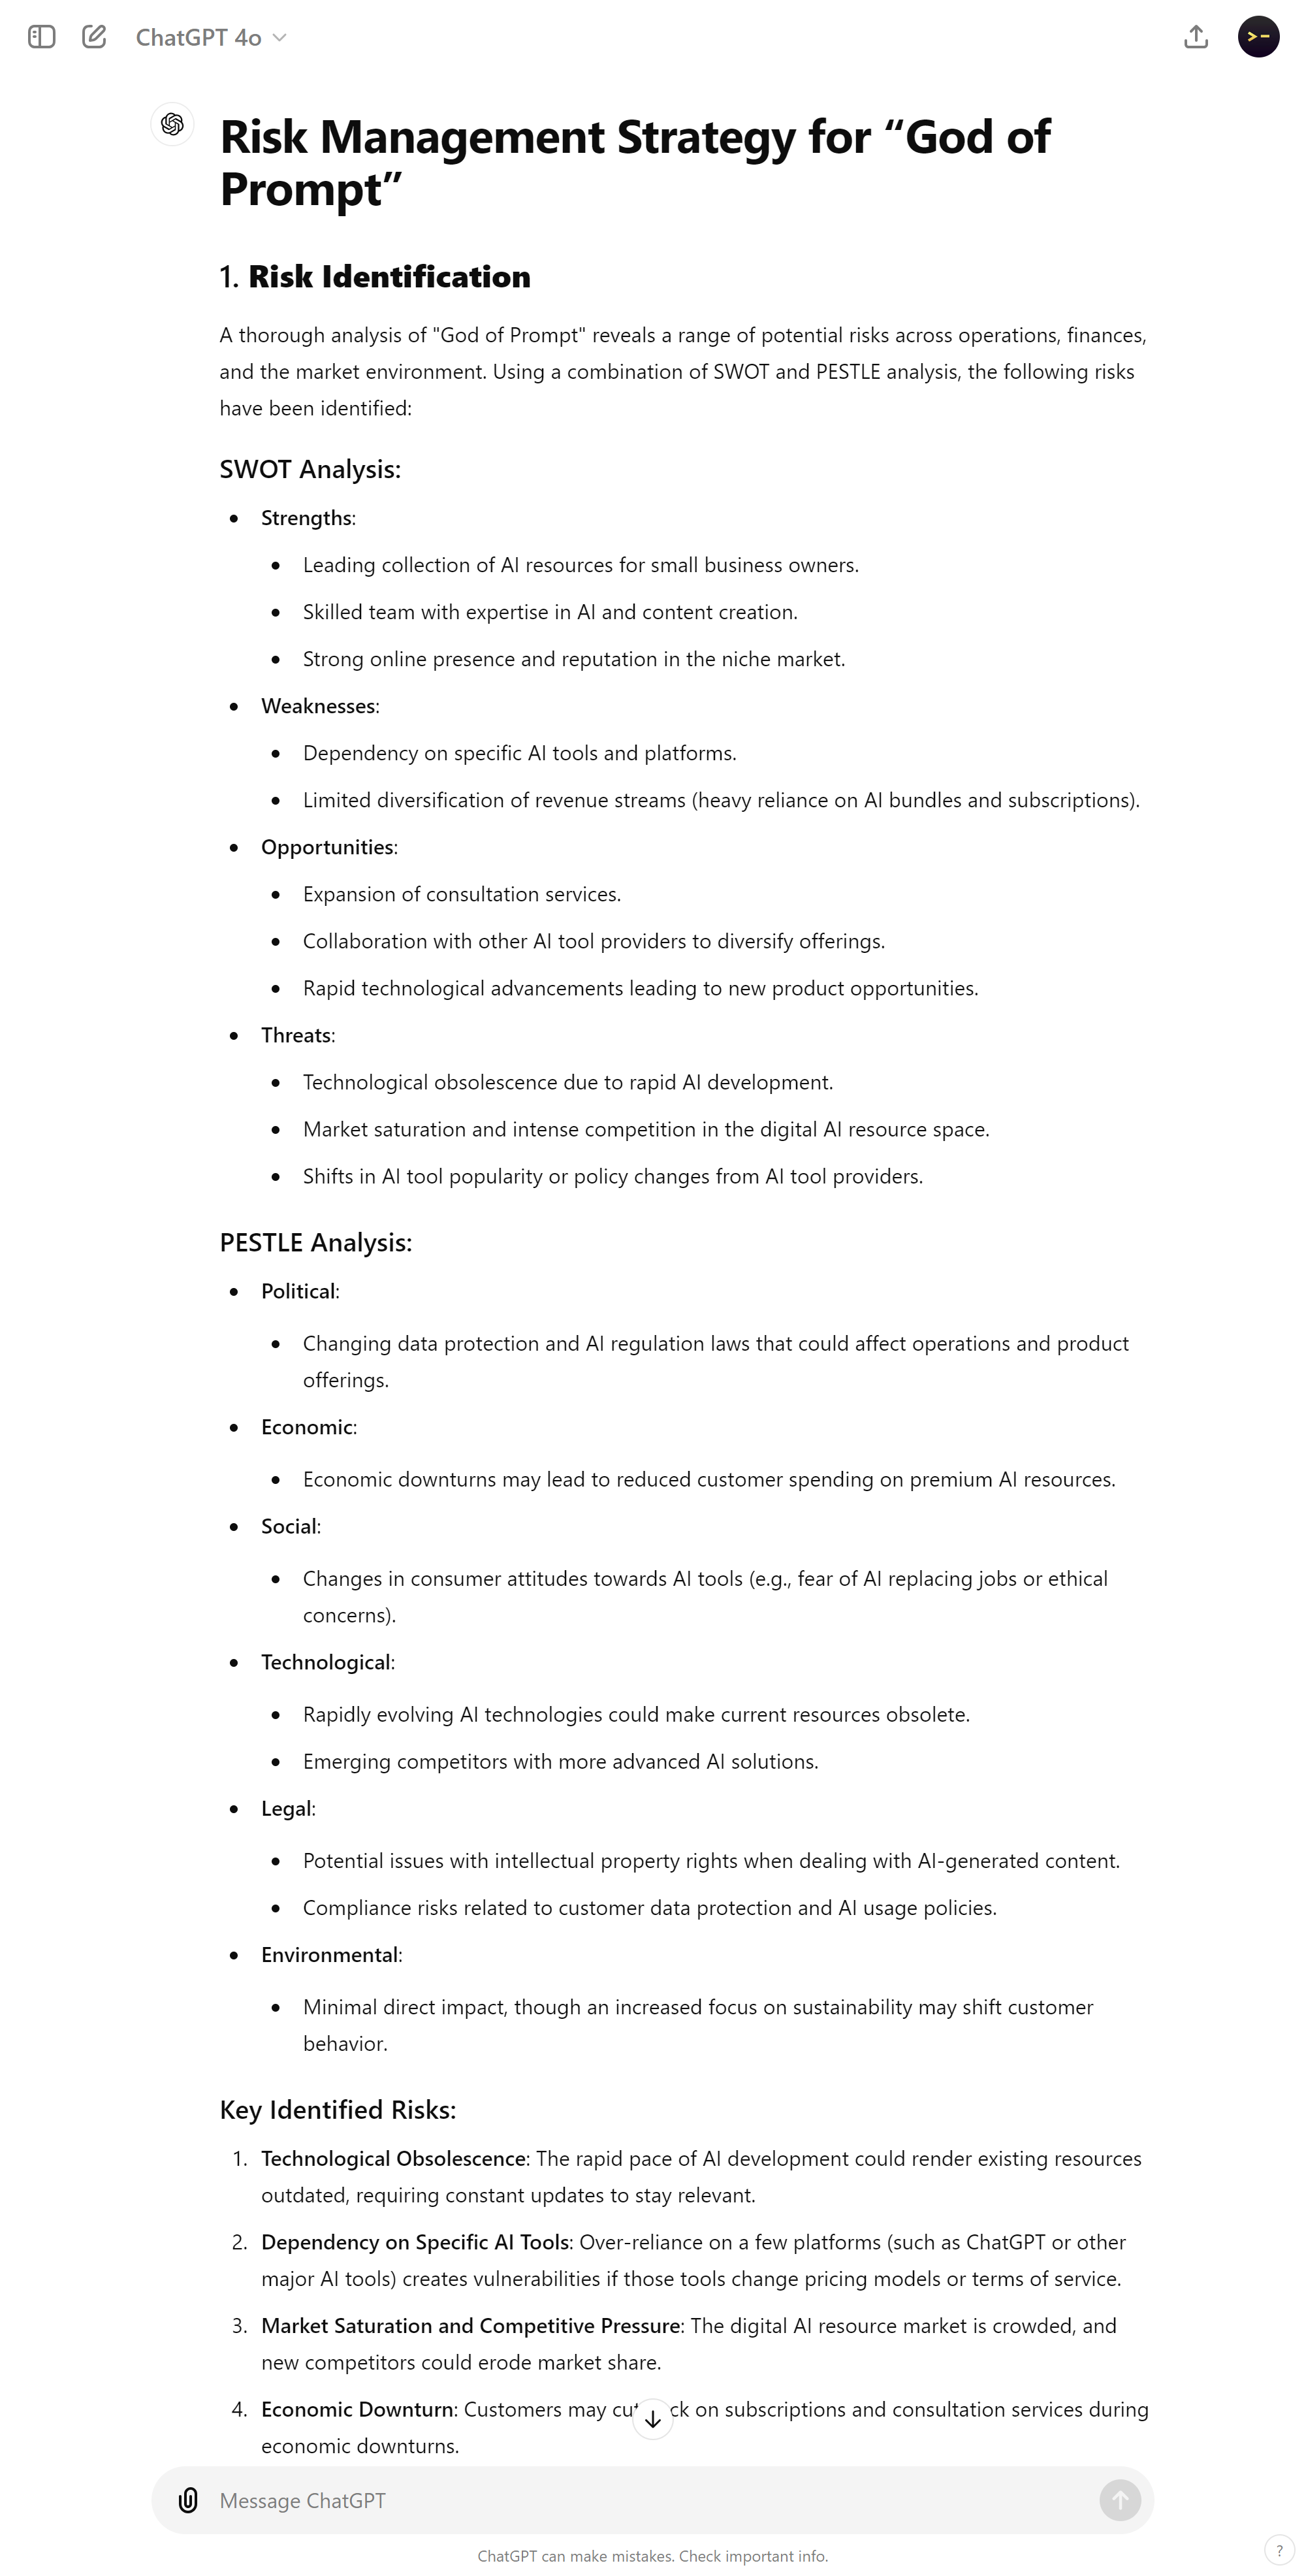 ChatGPT 4o
Risk Management Strategy for “God of
Prompt”
1. Risk Identification
A thorough analysis of "God of Prompt" reveals a range of potential risks across operations, finances,
and the market environment. Using a combination of SWOT and PESTLE analysis, the following risks
have been identified:
SWOT Analysis:
• Strengths:
• Leading collection of AI resources for small business owners.
• Skilled team with expertise in AI and content creation.
• Strong online presence and reputation in the niche market.
• Weaknesses:
• Dependency on specific AI tools and platforms.
• Limited diversification of revenue streams (heavy reliance on AI bundles and subscriptions).
• Opportunities:
• Expansion of consultation services.
• Collaboration with other AI tool providers to diversify offerings.
• Rapid technological advancements leading to new product opportunities.
• Threats:
• Technological obsolescence due to rapid AI development.
• Market saturation and intense competition in the digital AI resource space.
• Shifts in AI tool popularity or policy changes from AI tool providers.
PESTLE Analysis:
• Political:
• Changing data protection and AI regulation laws that could affect operations and product
offerings.
• Economic:
• Economic downturns may lead to reduced customer spending on premium AI resources.
• Social:
• Changes in consumer attitudes towards AI tools (e.g., fear of AI replacing jobs or ethical
concerns).
• Technological:
• Rapidly evolving AI technologies could make current resources obsolete.
• Emerging competitors with more advanced AI solutions.
• Legal:
• Potential issues with intellectual property rights when dealing with AI-generated content.
• Compliance risks related to customer data protection and AI usage policies.
• Environmental:
• Minimal direct impact, though an increased focus on sustainability may shift customer
behavior.
Key Identified Risks:
1. Technological Obsolescence: The rapid pace of AI development could render existing resources
outdated, requiring constant updates to stay relevant.
2. Dependency on Specific AI Tools: Over-reliance on a few platforms (such as ChatGPT or other
major AI tools) creates vulnerabilities if those tools change pricing models or terms of service.
3. Market Saturation and Competitive Pressure: The digital AI resource market is crowded, and
new competitors could erode market share.
4. Economic Downturn: Customers may cut ck on subscriptions and consultation services during
economic downturns.
Message ChatGPT
ChatGPT can make mistakes. Check important info.
?